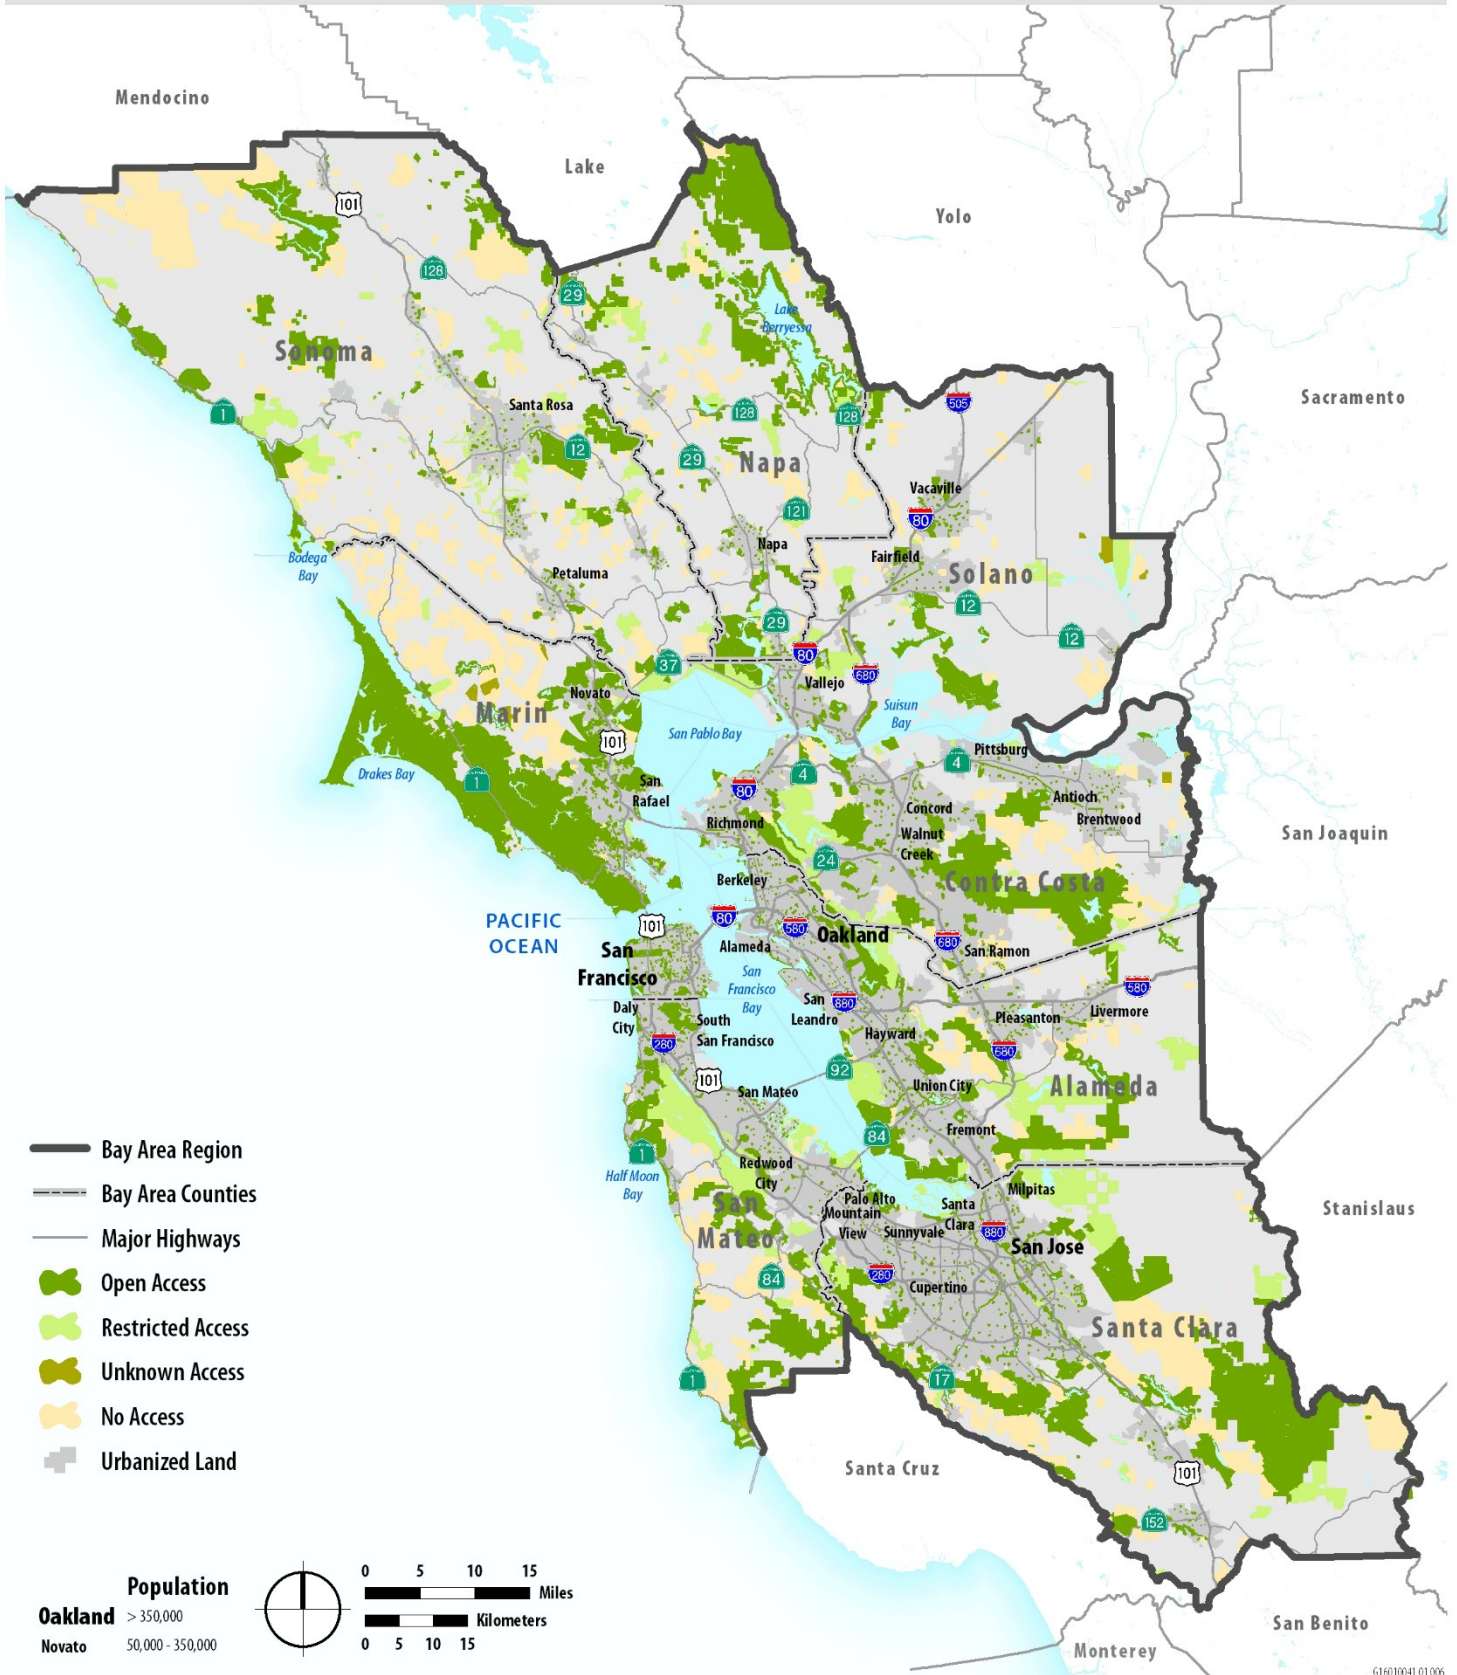 Mendocino
Lake
Yolo
101
128
29
Lake
Berryessa
Sonoma
Sacramento
505
1
Santa Rosa
128
128
12
29
Napa
Vacaville
80
121
Napa
Fairfield
Bodega
Bay
Petaluma
Solano
12
29
12
37
80
680
Vallejo
Novato
Marin
Suisun
Bay
San Pablo Bay
101
Pittsburg
4
4
Drakes Bay
1
San
Rafael
80
Antioch
Concord
Richmond
Brentwood
Walnut
Creek
San Joaquin
24
Berkeley
Contra Costa
PACIFIC
OCEAN
101
80
580
Oakland
Alameda
680
San Ramon
San
Francisco
San
Francisco
Bay
580
Daly
City
San
Leandro
880
Livermore
Pleasanton
South
San Francisco
Hayward
280
680
92
101
Union City
San Mateo
Alameda
Fremont
84
Bay Area Region
1
Half Moon
Bay
Redwood
City
Bay Area Counties
Milpitas
Palo Alto
Santa
Clara
San
Mateo
Mountain
View
Sunnyvale
880
Stanislaus
Major Highways
San Jose
84
280
Open Access
Cupertino
Restricted Access
Santa Clara
Unknown Access
1
17
No Access
Urbanized Land
Santa Cruz
101
152
Population
Oakland > 350,000
Novato 50,000 - 350,000
0 5 10 15
Miles
Kilometers
0 5 10 15
San Benito
Monterey
G16010041 01 006